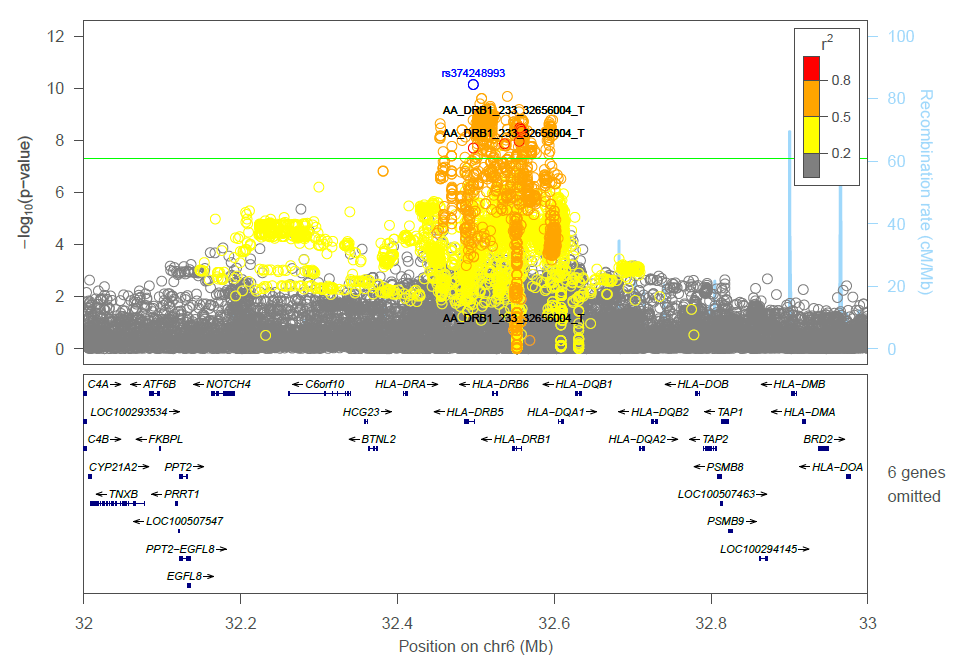 −log10(p−value)
0
2
4
6
8
10
12
rs374248993
AA_DRB1_233_32656004_T
AA_DRB1_233_32656004_T
AA_DRB1_233_32656004_T
r2
0.8
0.5
0.2
0
20
40
60
80
100
Recombination rate (cM/Mb)
C4A→ ←ATF6B ←NOTCH4 ←C6orf10 HLA−DRA→ ←HLA−DRB6 ←HLA−DQB1 ←HLA−DOB ←HLA−DMB
LOC100293534→ HCG23→ ←HLA−DRB5 HLA−DQA1→ ←HLA−DQB2 ←TAP1 ←HLA−DMA
C4B→ ←FKBPL ←BTNL2 ←HLA−DRB1 HLA−DQA2→ ←TAP2 BRD2→
CYP21A2→ PPT2→ ←PSMB8 ←HLA−DOA
←TNXB ←PRRT1 LOC100507463→
←LOC100507547 PSMB9→
PPT2−EGFL8→ LOC100294145→
EGFL8→
6 genes
omitted
32 32.2 32.4 32.6 32.8 33
Position on chr6 (Mb)